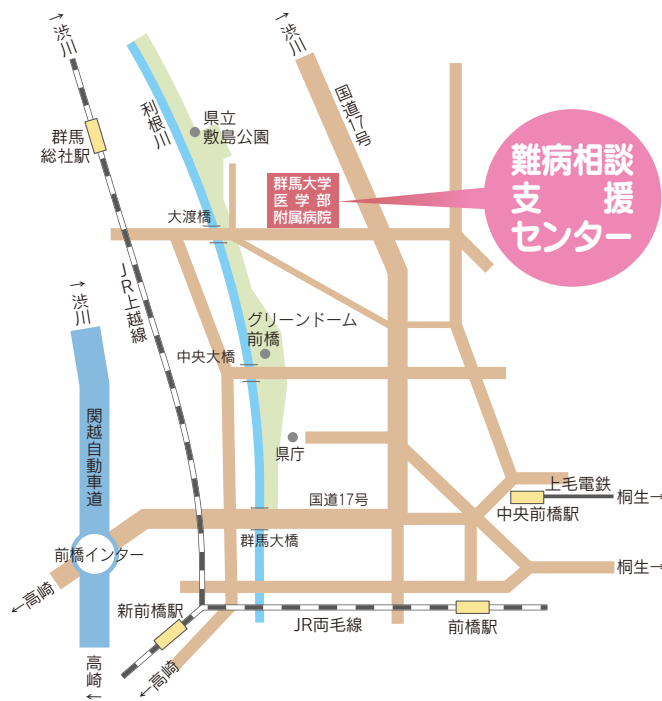 →渋川
→渋川
利根川
国道17号
県立
敷島公園
群馬
総社駅
難病相談
支援
センター
群馬大学
医学部
附属病院
大渡橋
JR上越線
→渋川
グリーンドーム
前橋
中央大橋
関越自動車道
県庁
上毛電鉄
国道17号
桐生→
中央前橋駅
群馬大橋
前橋インター
桐生→
←高崎
新前橋駅
JR両毛線
前橋駅
←高崎
高崎←